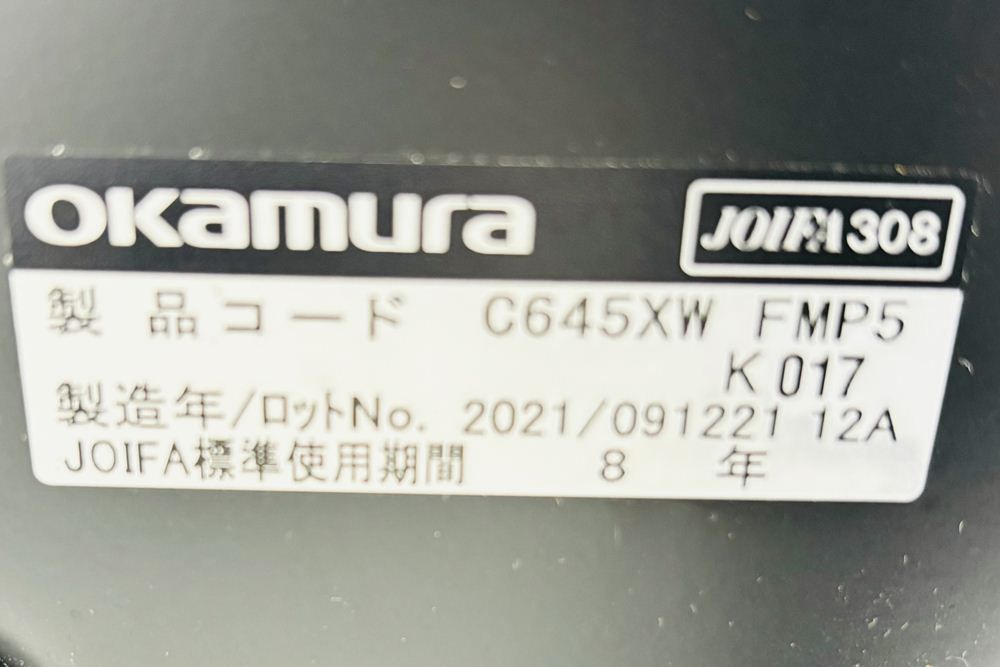 okamura JOIFA308
製品コード C645XW FMP5
K 017
製造年/ロットNo. 2021/091221 12A
JOIFA標準使用期間 8 年